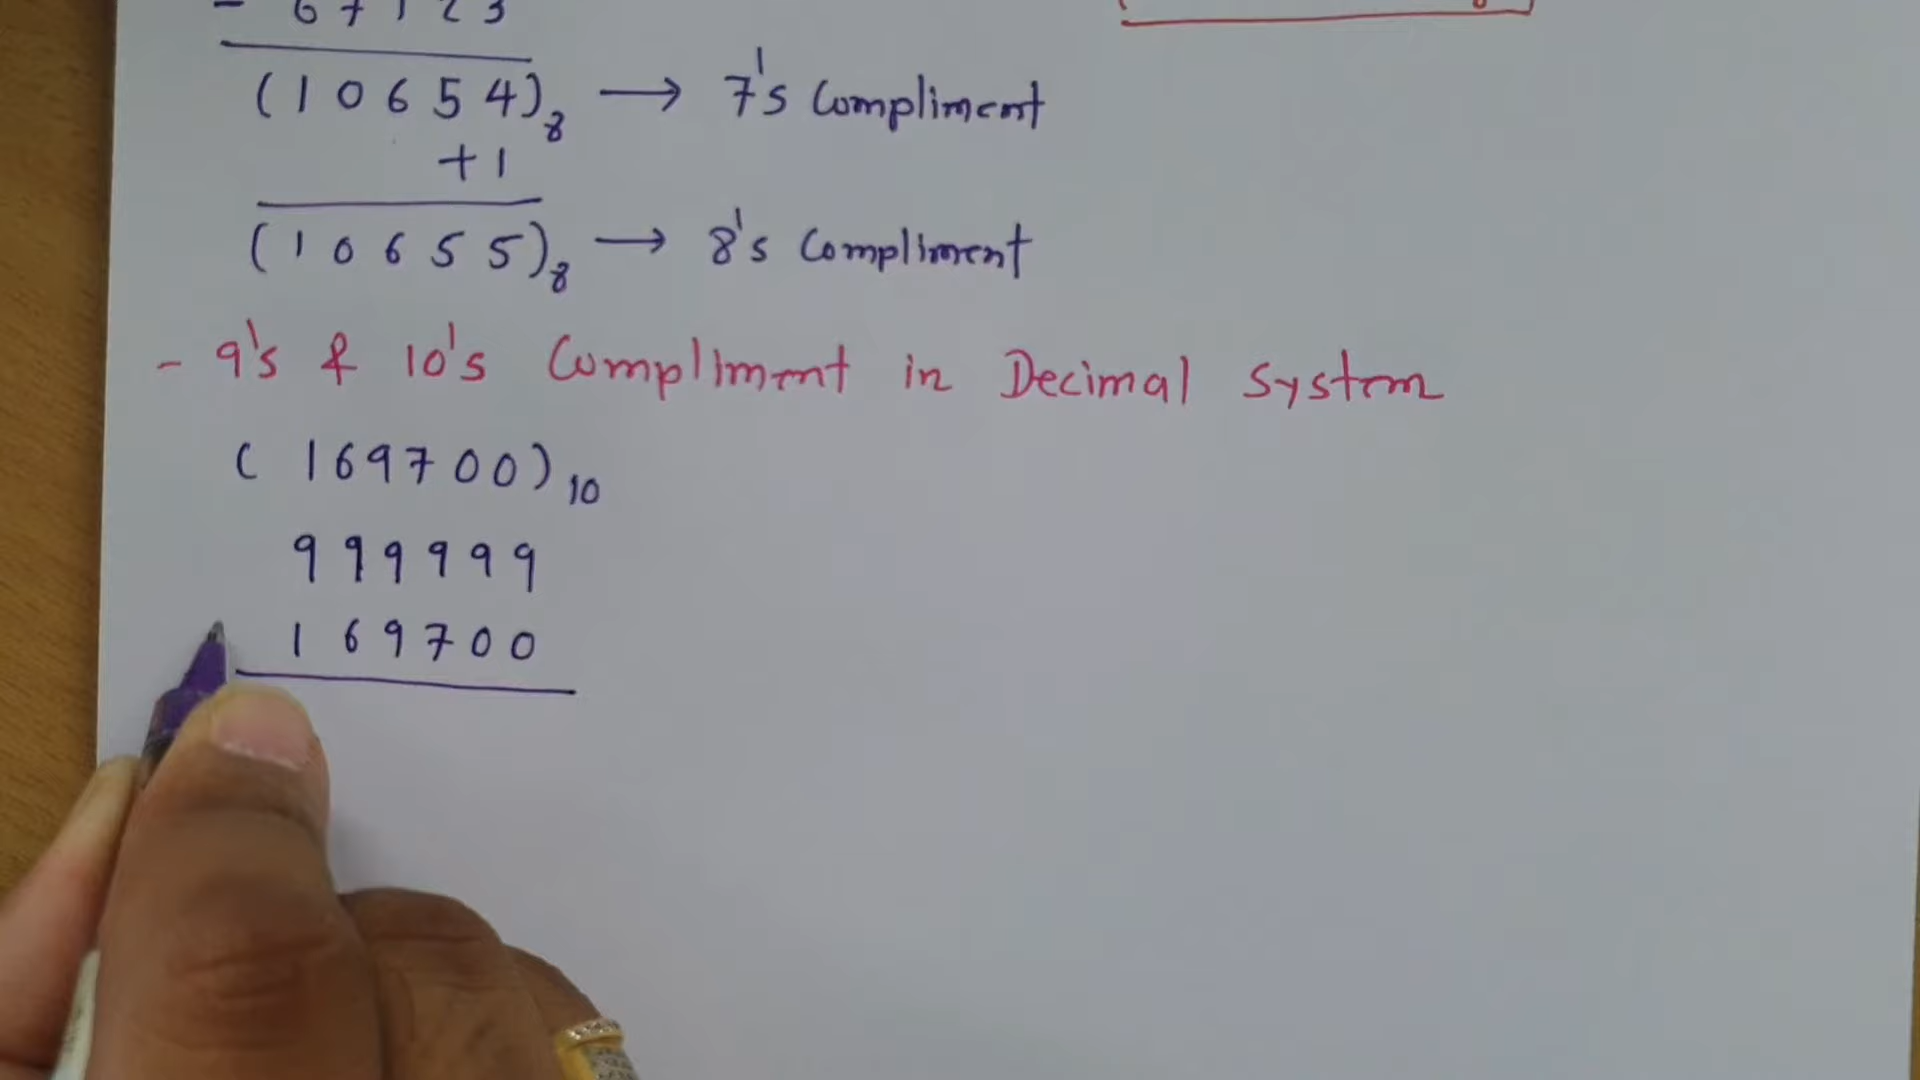 - 67123
(10654)8 → 7's Compliment
+1
(10655)8 → 8's Compliment
- 9's & 10's Compliment in Decimal System
(169700)10
999999
169700